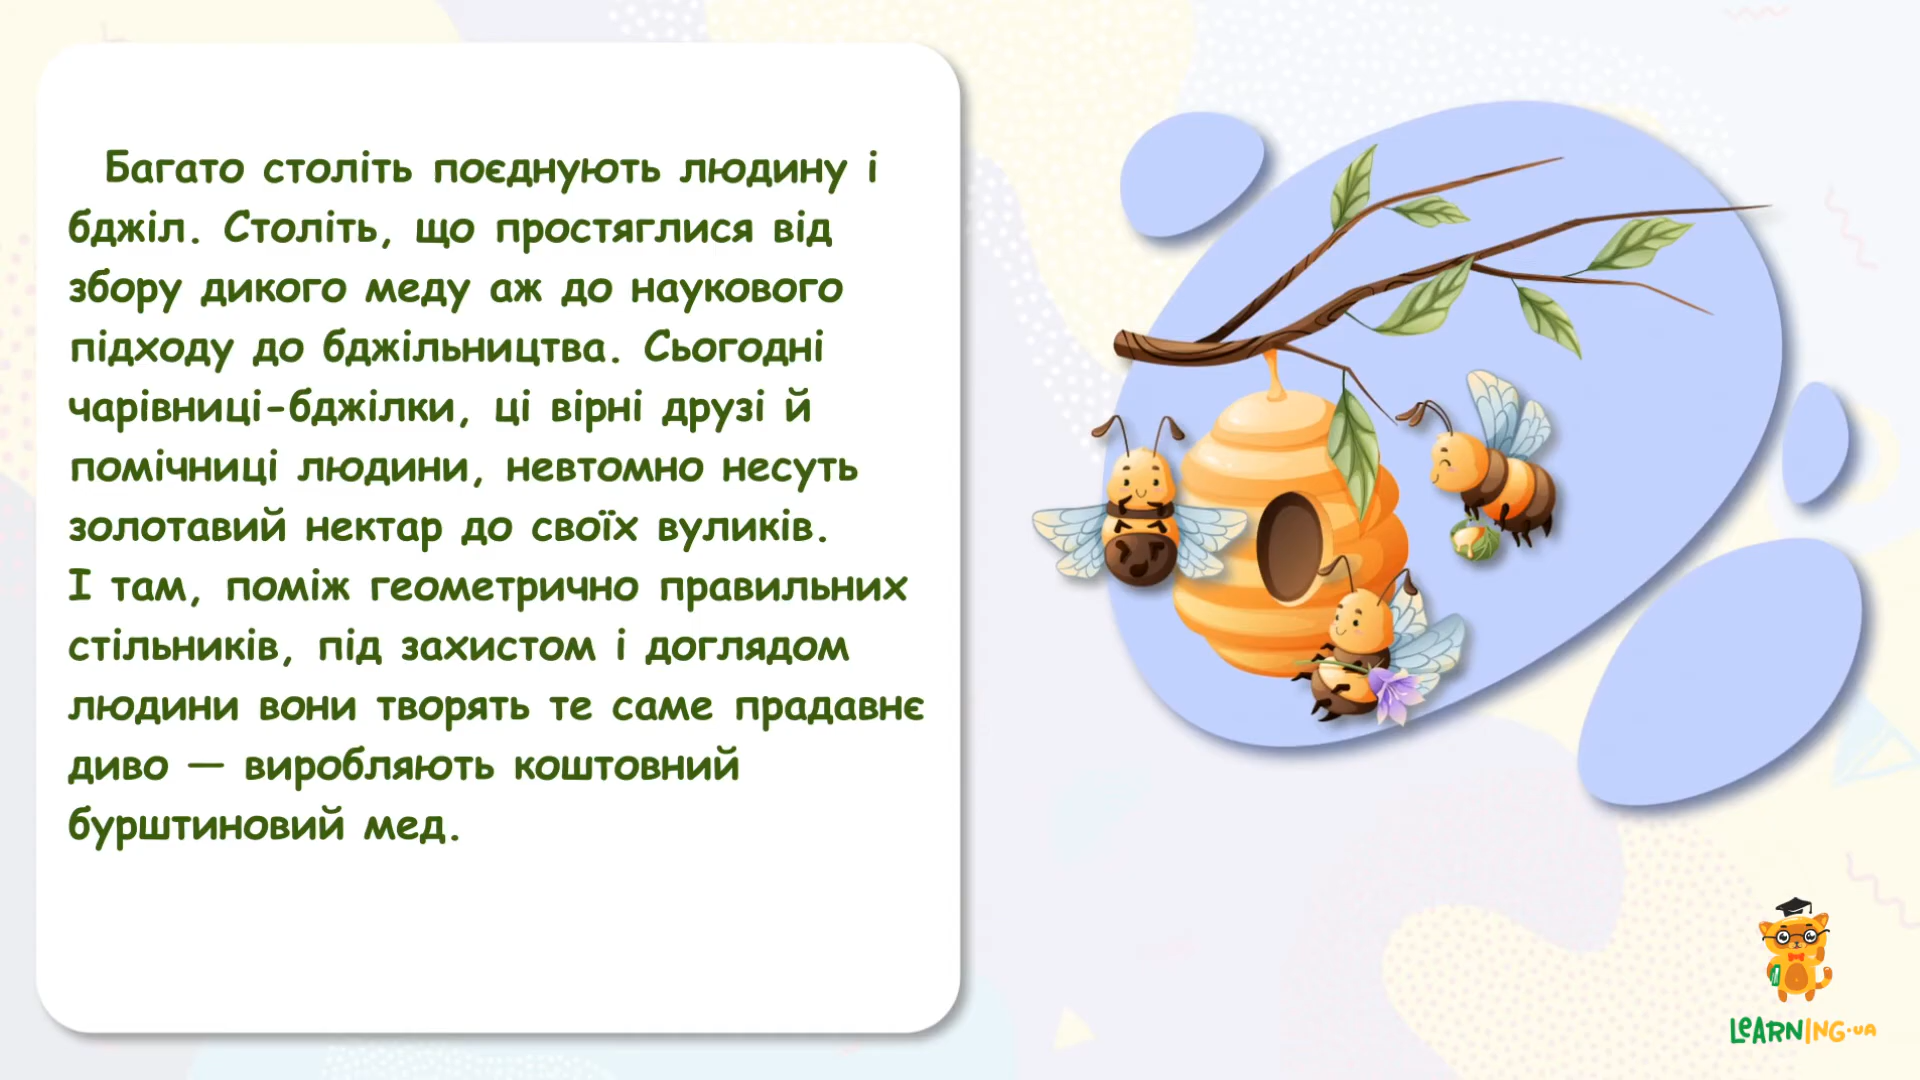 Багато століть поєднують людину і
бджіл. Століть, що простяглися від
збору дикого меду аж до наукового
підходу до бджільництва. Сьогодні
чарівниці-бджілки, ці вірні друзі й
помічниці людини, невтомно несуть
золотавий нектар до своїх вуликів.
І там, поміж геометрично правильних
стільників, під захистом і доглядом
людини вони творять те саме прадавнє
диво — виробляють коштовний
бурштиновий мед.
LEARNING.UA